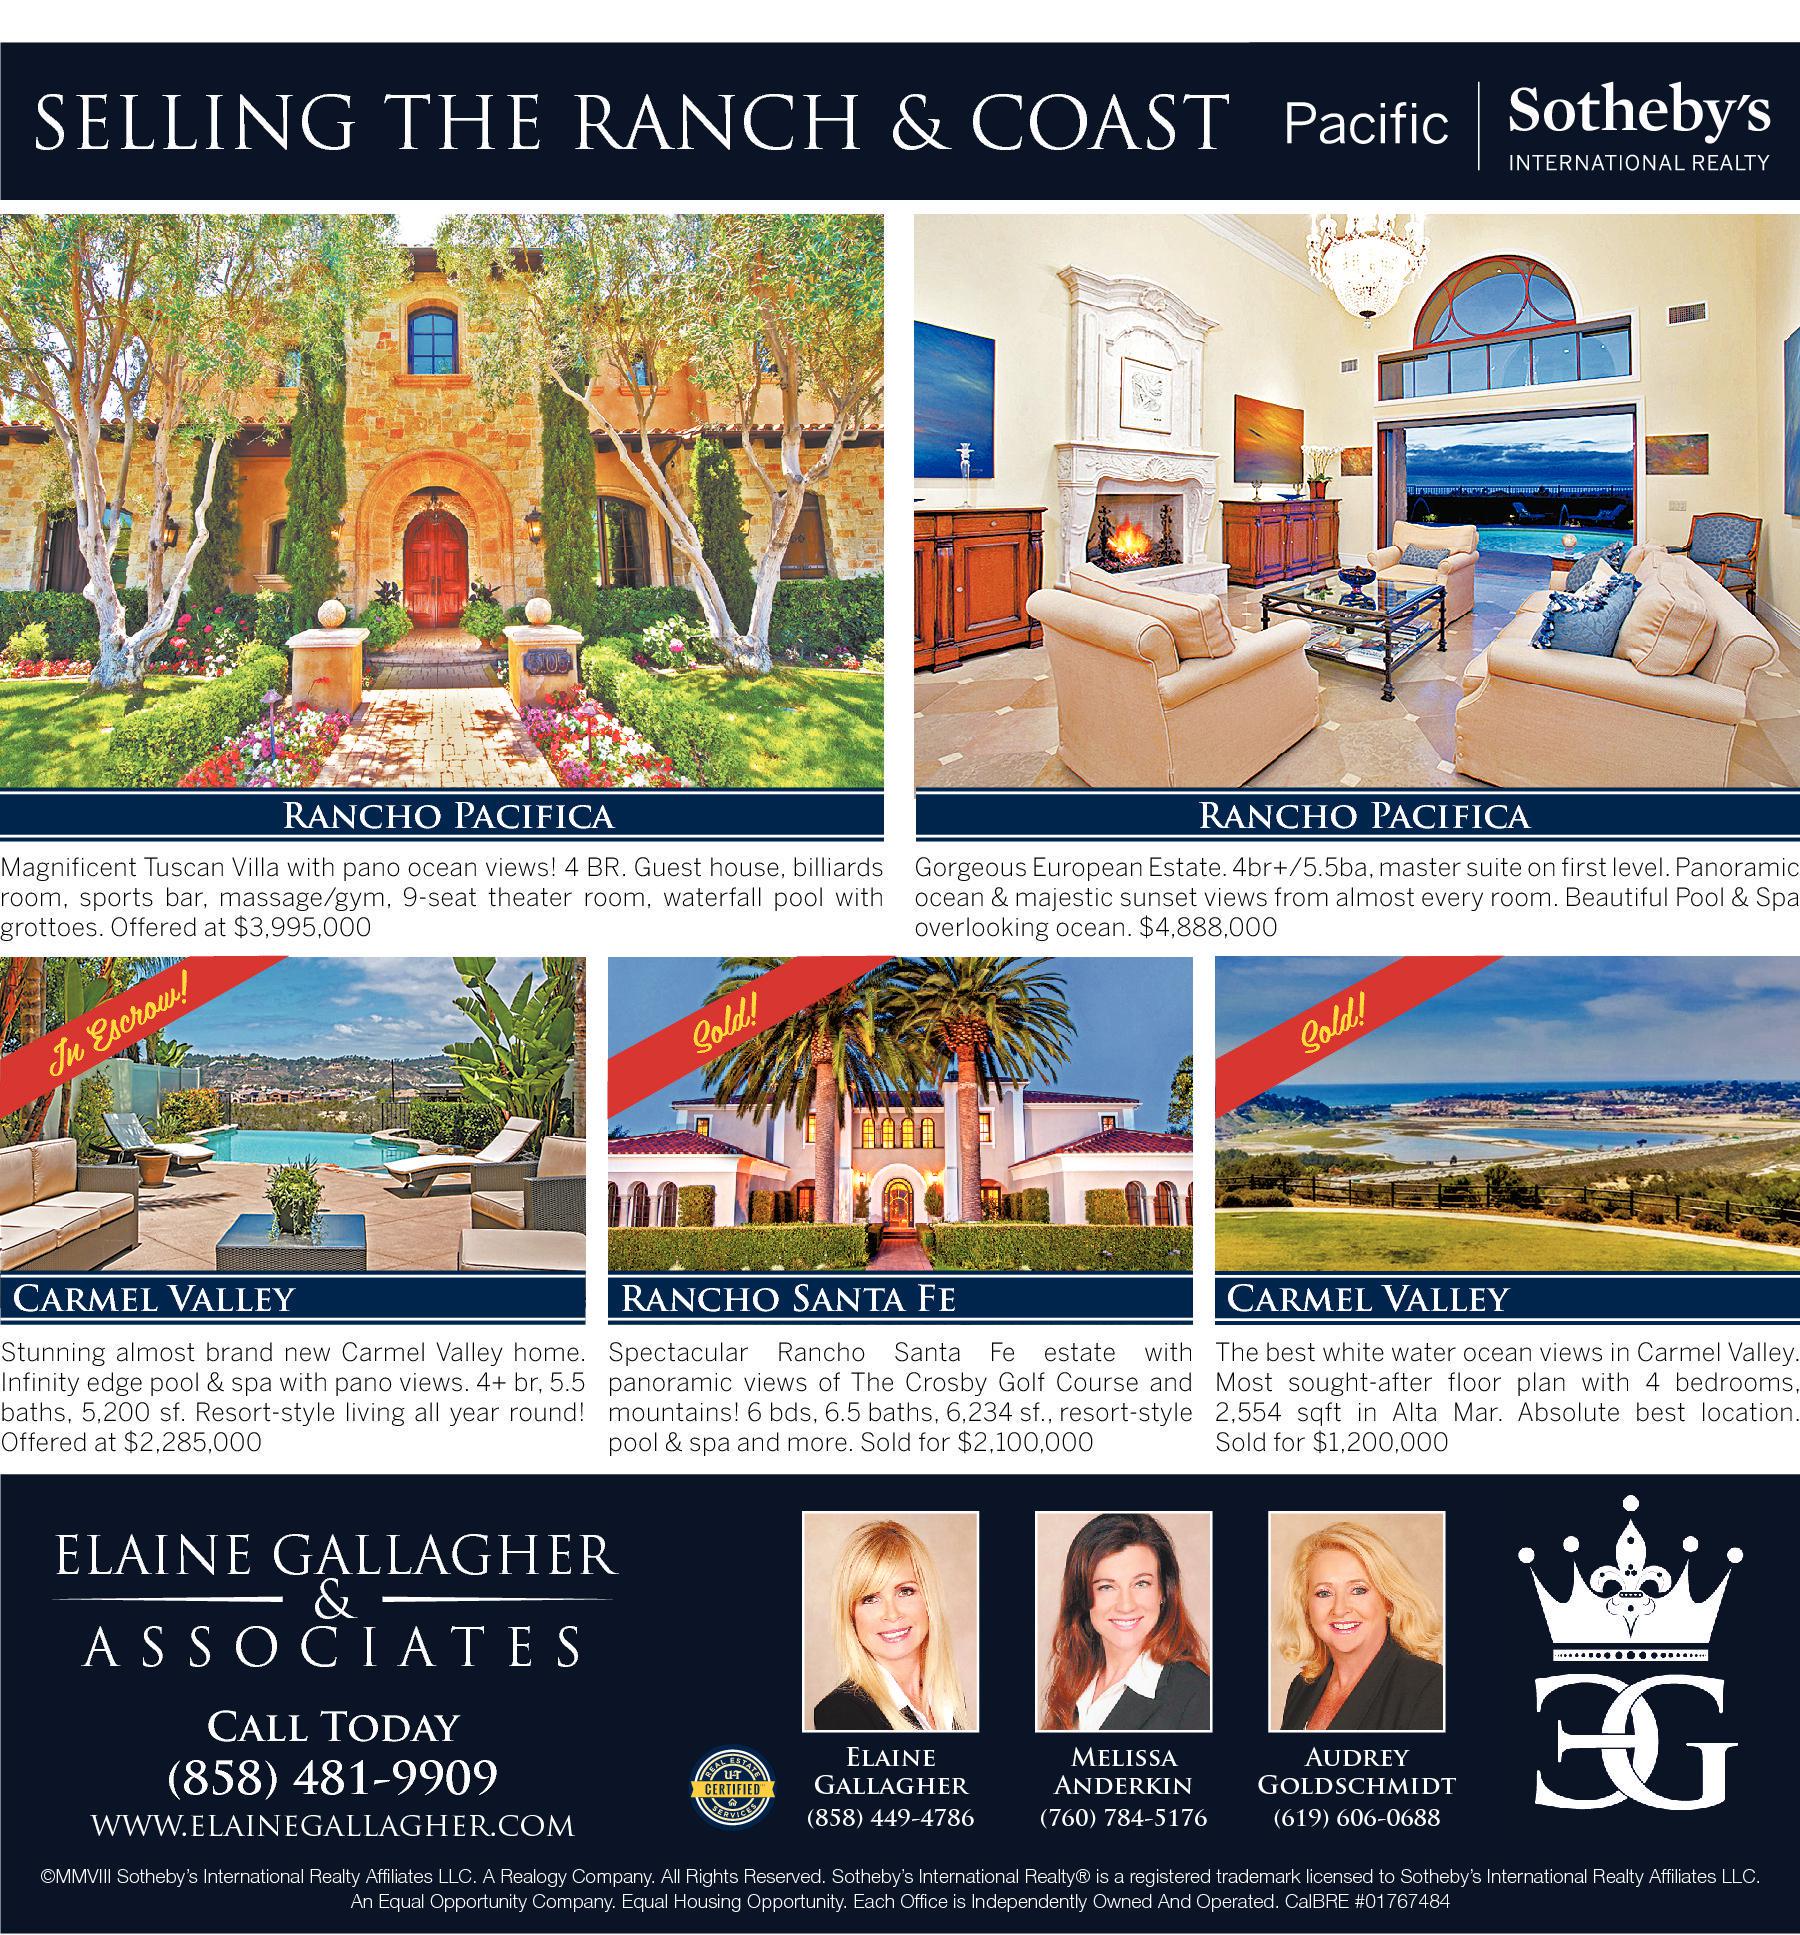 SELLING THE RANCH & COAST
Pacific
Sotheby's
INTERNATIONAL REALTY
RANCHO PACIFICA
Magnificent Tuscan Villa with pano ocean views! 4 BR. Guest house, billiards
room, sports bar, massage/gym, 9-seat theater room, waterfall pool with
grottoes. Offered at $3,995,000
RANCHO PACIFICA
Gorgeous European Estate. 4br+/5.5ba, master suite on first level. Panoramic
ocean & majestic sunset views from almost every room. Beautiful Pool & Spa
overlooking ocean. $4,888,000
In Escrow!
CARMEL VALLEY
Stunning almost brand new Carmel Valley home.
Infinity edge pool & spa with pano views. 4+ br, 5.5
baths, 5,200 sf. Resort-style living all year round!
Offered at $2,285,000
Sold!
RANCHO SANTA FE
Spectacular Rancho Santa Fe estate with
panoramic views of The Crosby Golf Course and
mountains! 6 bds, 6.5 baths, 6,234 sf., resort-style
pool & spa and more. Sold for $2,100,000
Sold!
CARMEL VALLEY
The best white water ocean views in Carmel Valley.
Most sought-after floor plan with 4 bedrooms,
2,554 sqft in Alta Mar. Absolute best location.
Sold for $1,200,000
ELAINE GALLAGHER
&
ASSOCIATES
CALL TODAY
(858) 481-9909
WWW.ELAINEGALLAGHER.COM
REAL ESTATE
U-T
CERTIFIED
SERVICES
ELAINE
GALLAGHER
(858) 449-4786
MELISSA
ANDERKIN
(760) 784-5176
AUDREY
GOLDSCHMIDT
(619) 606-0688
EG
©MMVIII Sotheby's International Realty Affiliates LLC. A Realogy Company. All Rights Reserved. Sotheby's International Realty® is a registered trademark licensed to Sotheby's International Realty Affiliates LLC.
An Equal Opportunity Company. Equal Housing Opportunity. Each Office is Independently Owned And Operated. CalBRE #01767484